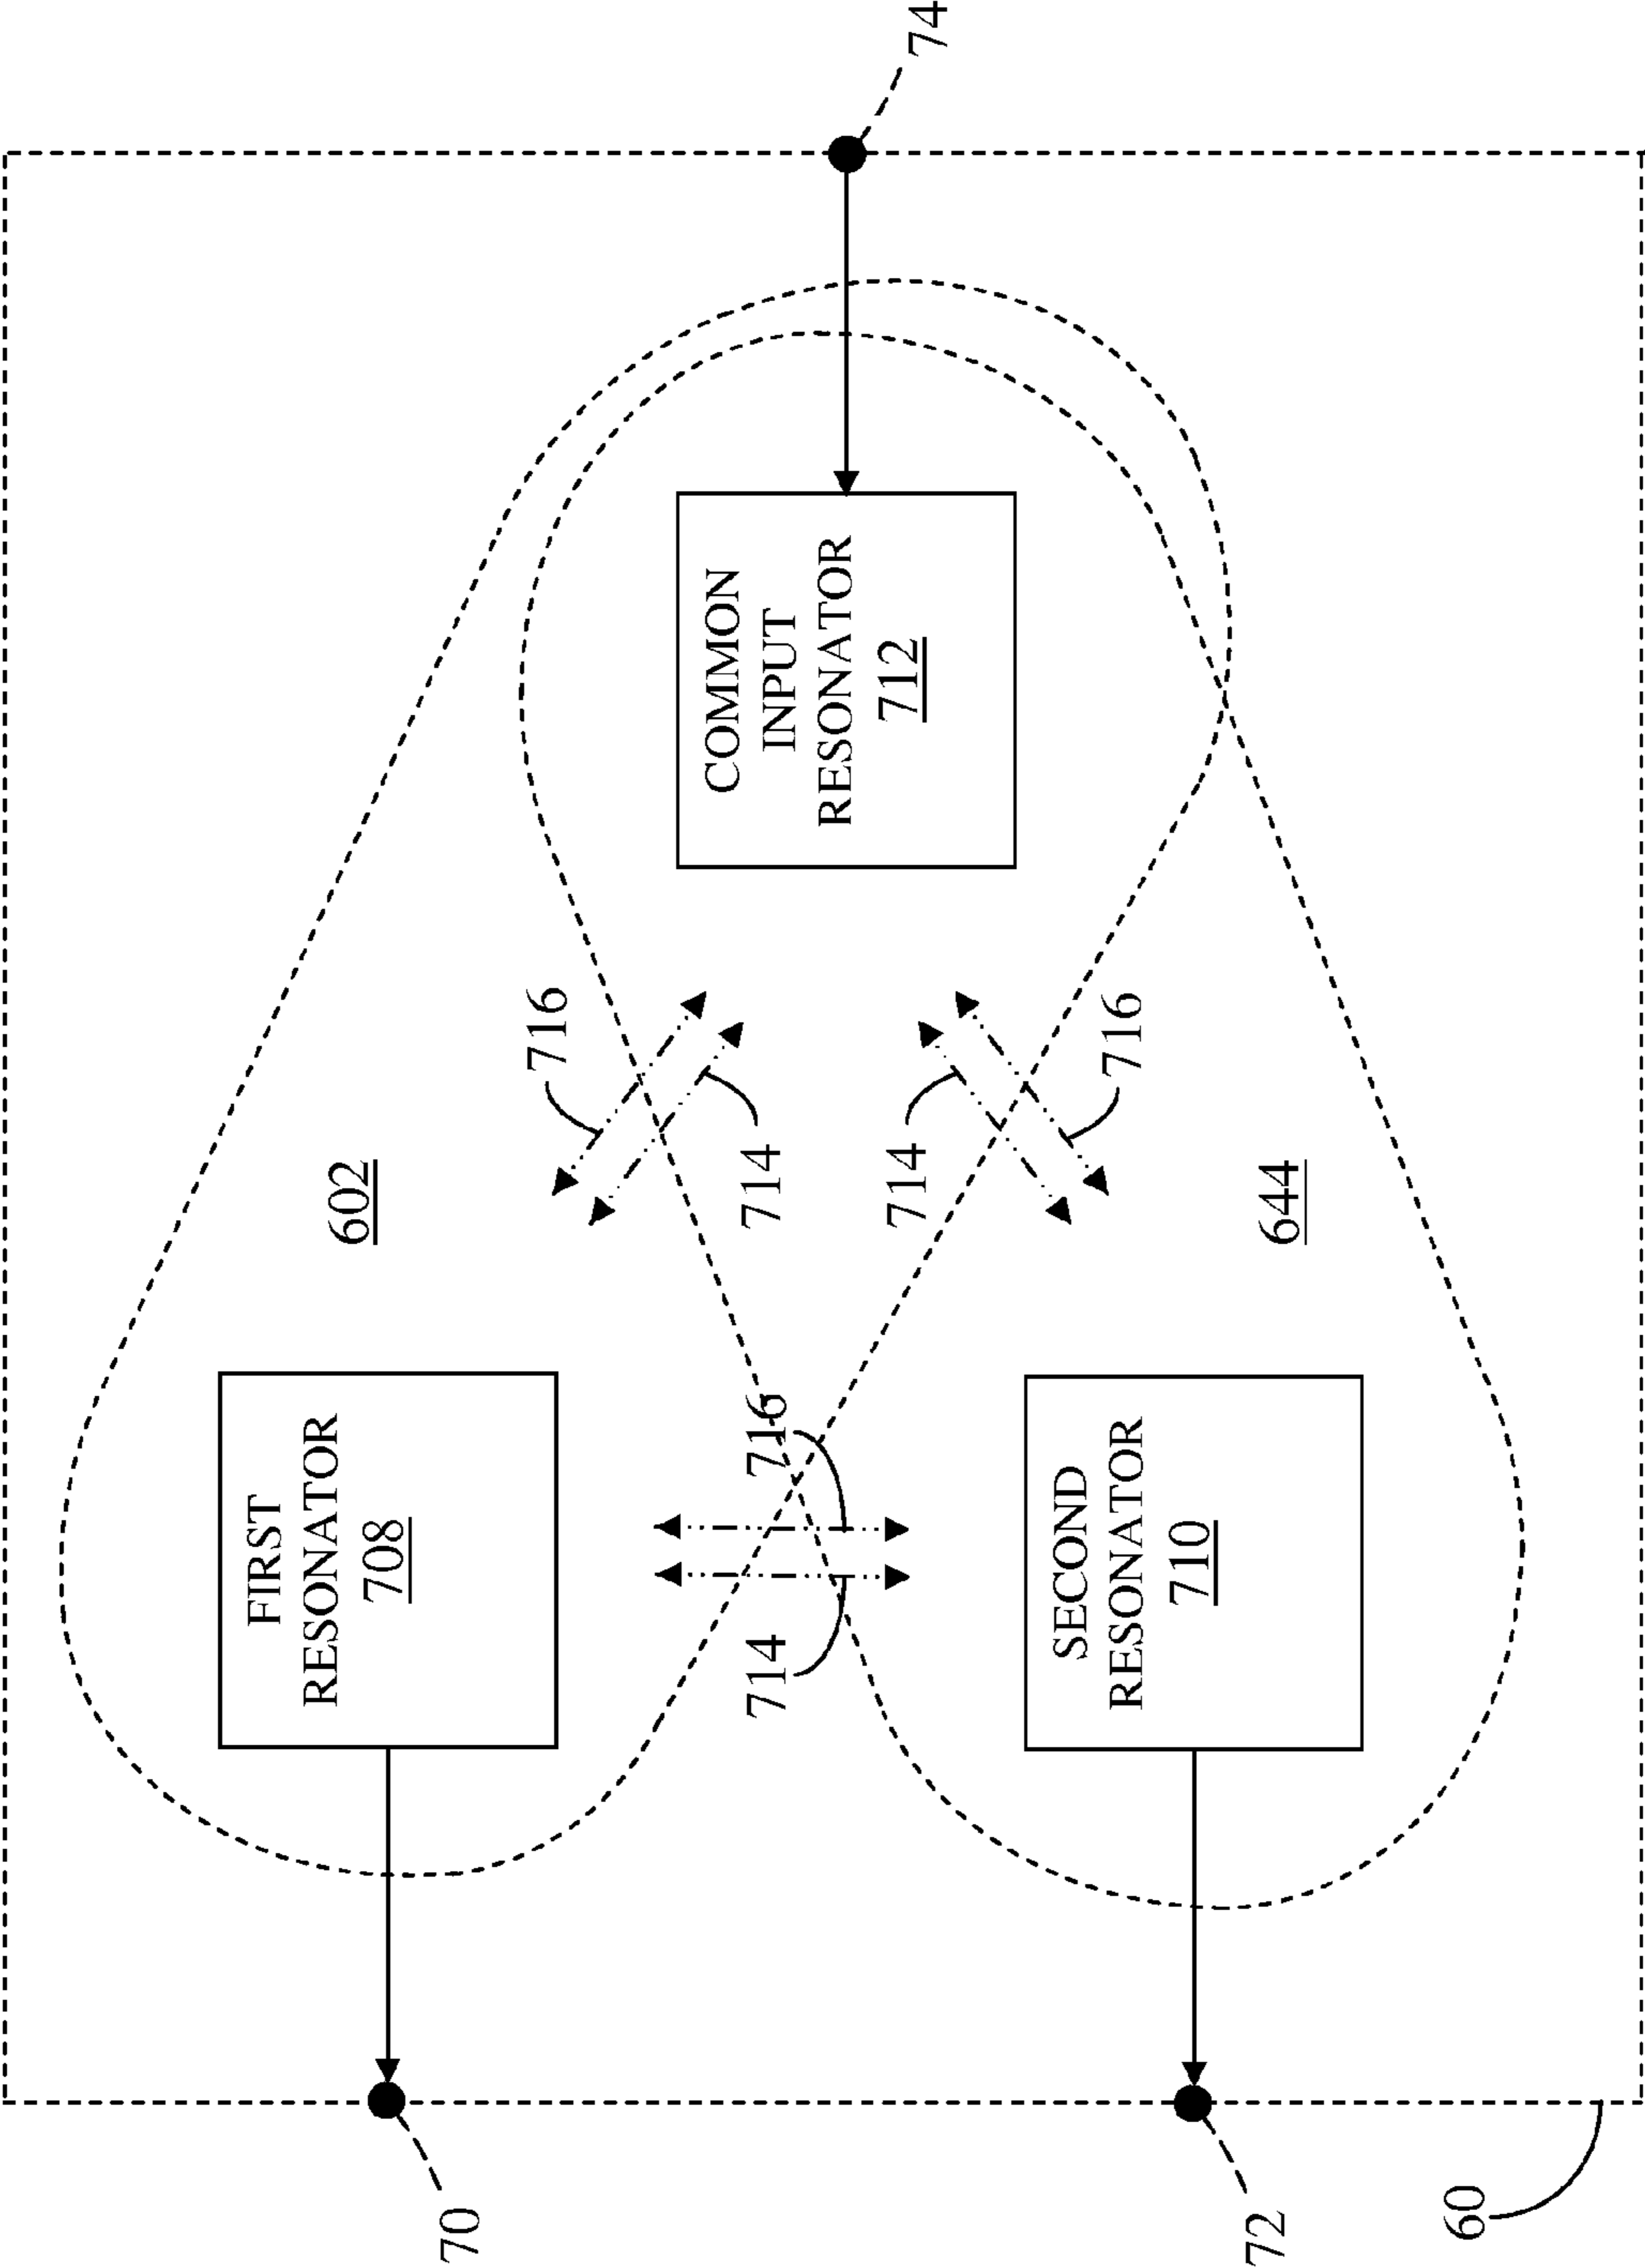 FIRST
RESONATOR
708
602
70
716
714
714
716
COMMON
INPUT
RESONATOR
712
74
714
716
SECOND
RESONATOR
710
644
72
60